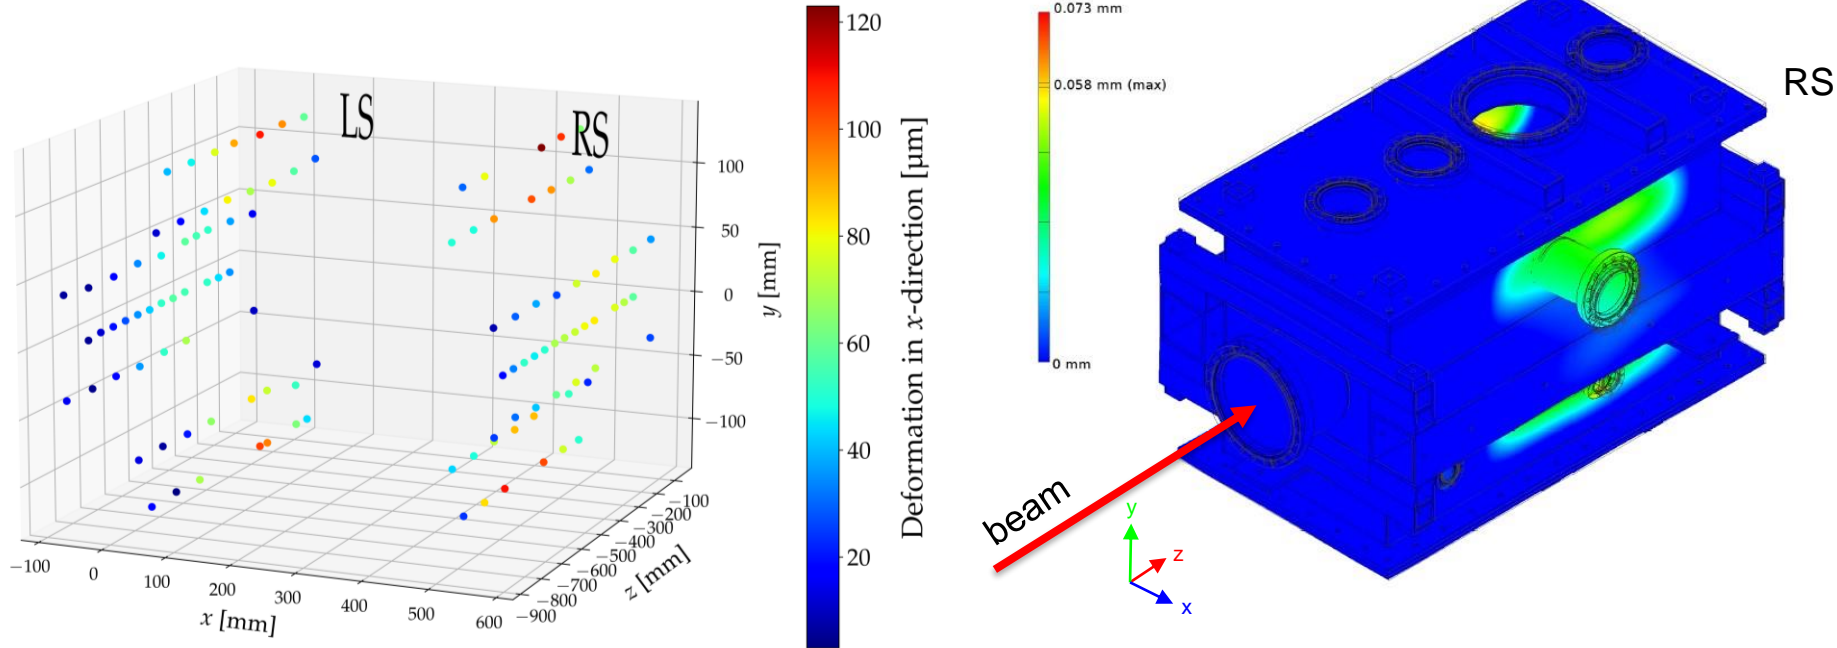 LS
RS
100
50
0
−50
−100
y [mm]
−100
0
100
200
300
400
500
600
x [mm]
−100
−200
−300
−400
−500
−600
−700
−800
−900
z [mm]
120
100
80
60
40
20
Deformation in x-direction [µm]
0.073 mm
0.058 mm (max)
0 mm
RS
beam
y
z
x